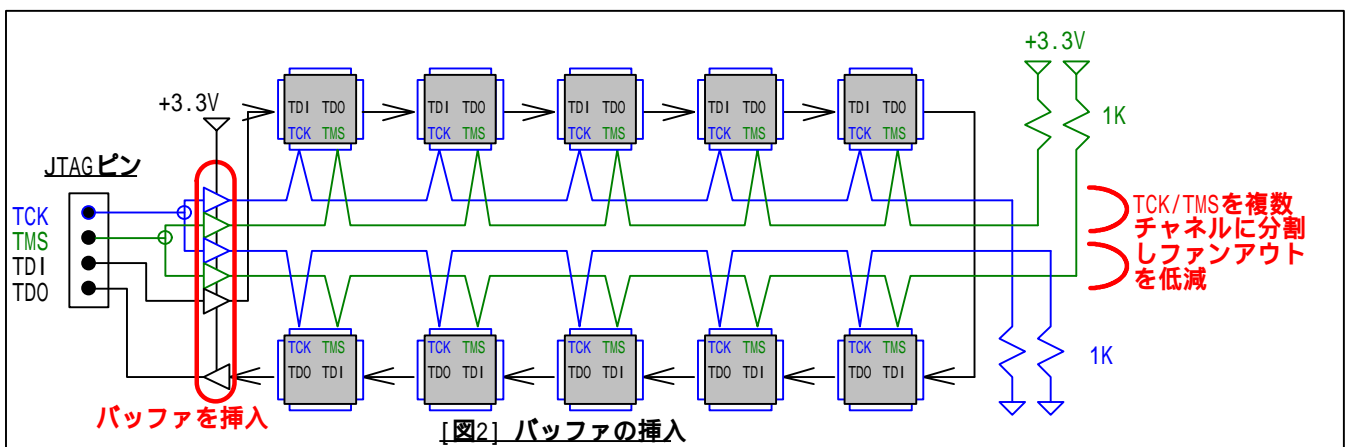 +3.3V
+3.3V
1K
JTAGピン
TCK
TMS
TDI
TDO
TDI TDO
TCK TMS
TDI TDO
TCK TMS
TDI TDO
TCK TMS
TDI TDO
TCK TMS
TDI TDO
TCK TMS
TCK/TMSを複数
チャネルに分割
しファンアウト
を低減
TCK TMS
TDO TDI
TCK TMS
TDO TDI
TCK TMS
TDO TDI
TCK TMS
TDO TDI
TCK TMS
TDO TDI
1K
バッファを挿入
[図2] バッファの挿入